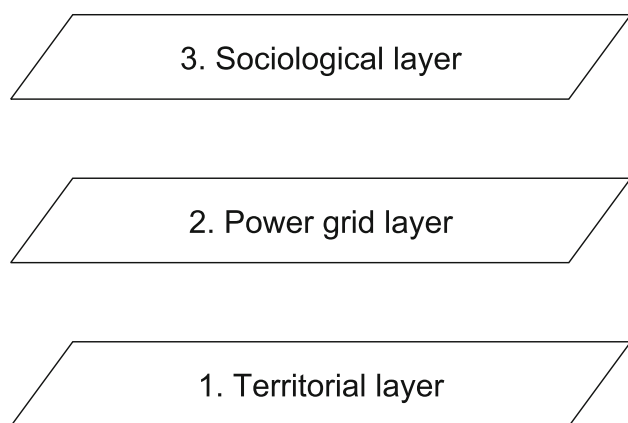 3. Sociological layer
2. Power grid layer
1. Territorial layer